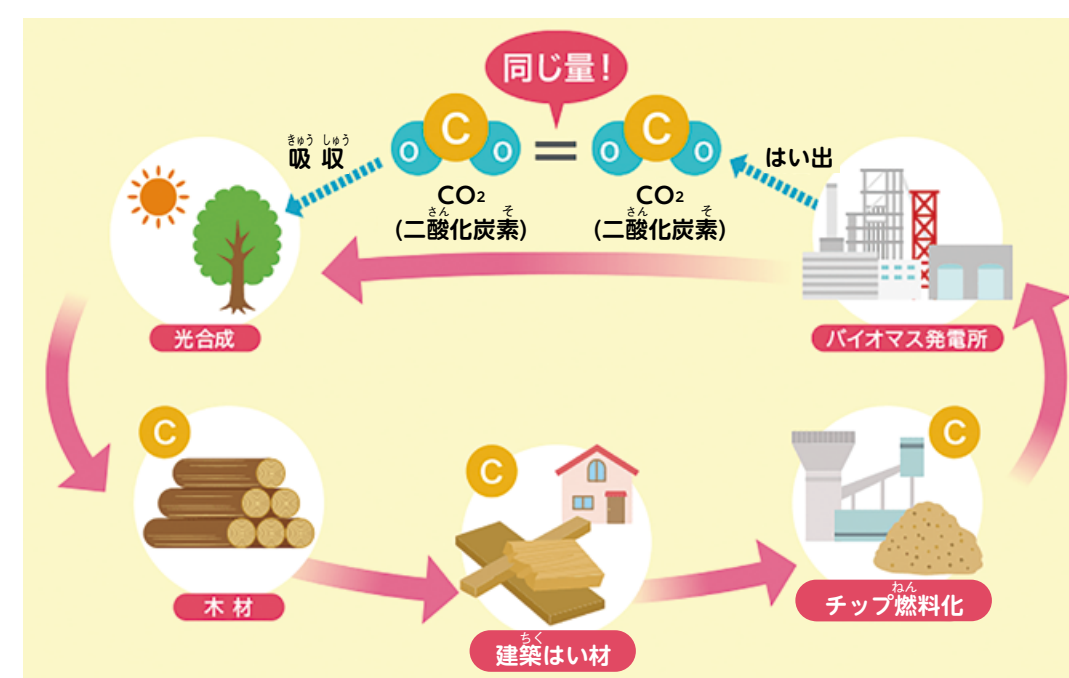 同じ量!
O C O = O C O
きゅう しゅう
吸 収
はい出
CO₂
さん そ
(二酸化炭素)
CO₂
さん そ
(二酸化炭素)
光合成
バイオマス発電所
C
木材
C
ちく
建築はい材
C
ねん
チップ燃料化